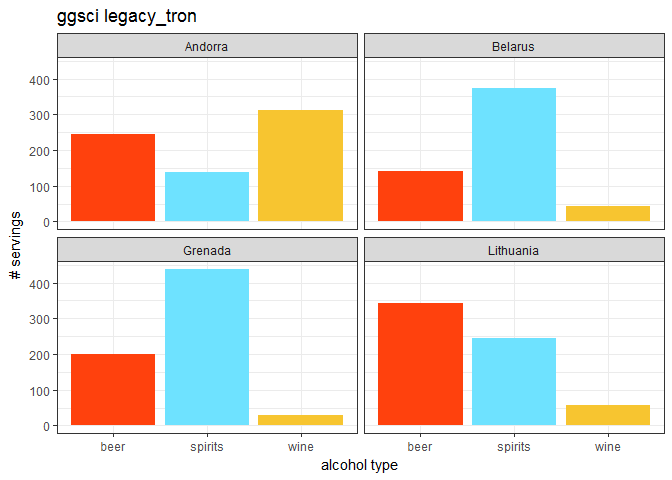 ggsci legacy_tron
Andorra
Belarus
400
300
200
100
0
# servings
Grenada
Lithuania
400
300
200
100
0
beer
spirits
wine
beer
spirits
wine
alcohol type